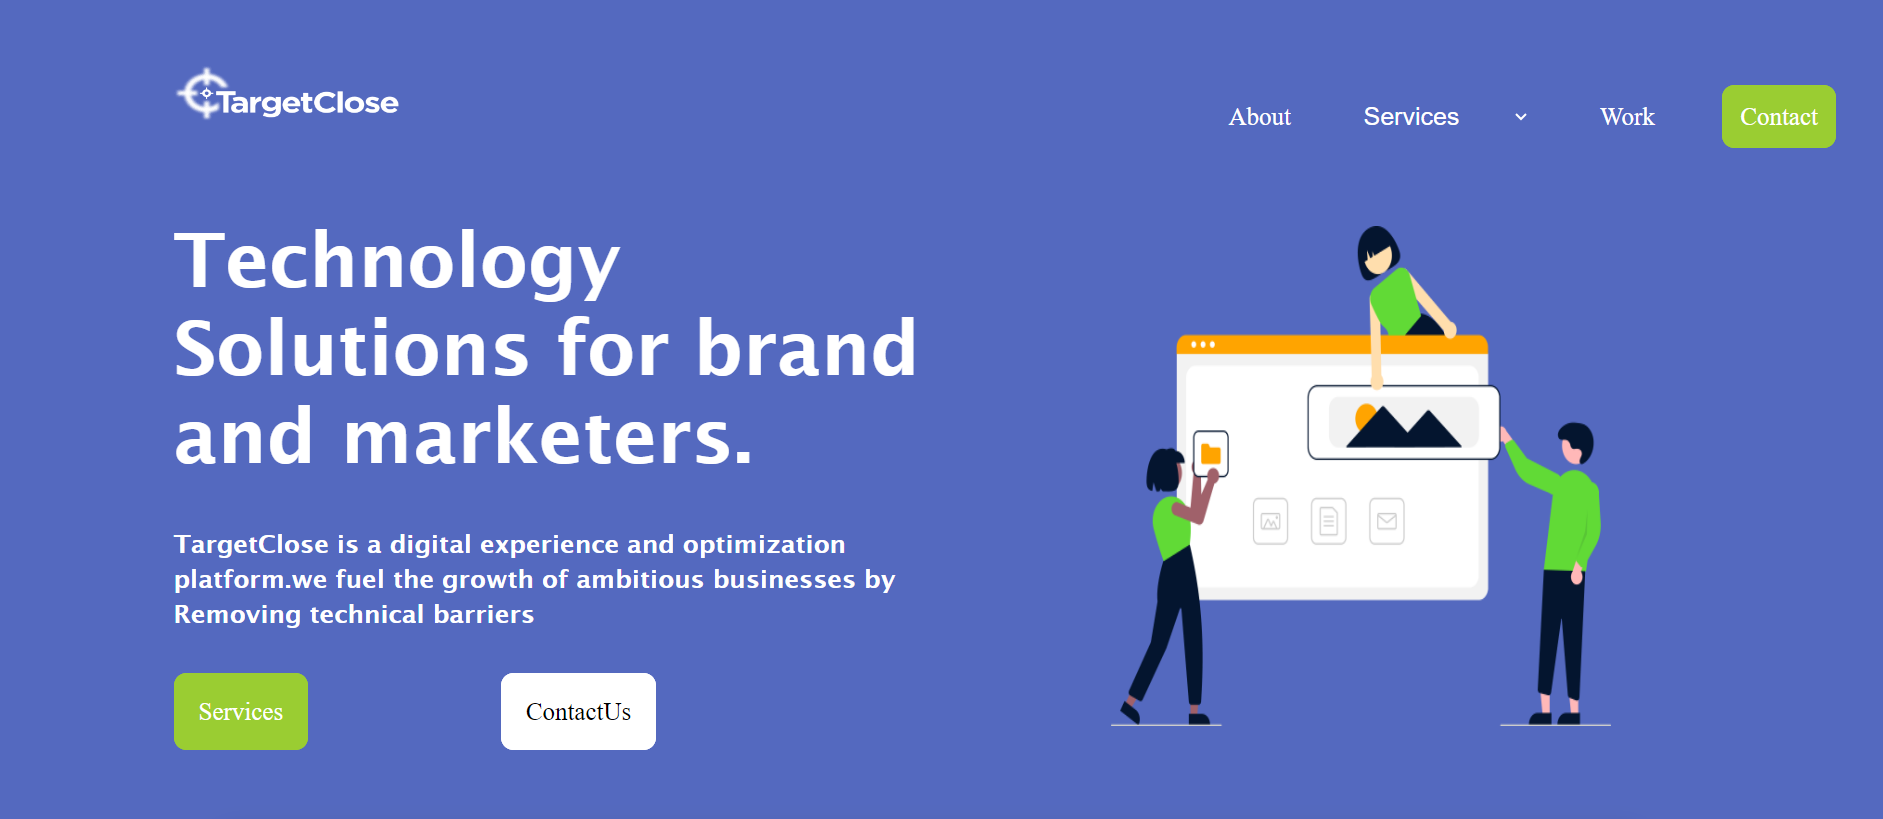 TargetClose
About
Services
Work
Contact
Technology
Solutions for brand
and marketers.
TargetClose is a digital experience and optimization
platform.we fuel the growth of ambitious businesses by
Removing technical barriers
Services
ContactUs